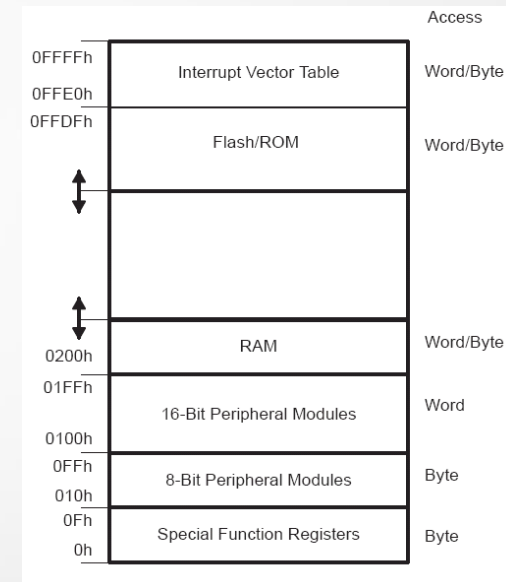 Access
0FFFFh
Interrupt Vector Table
Word/Byte
0FFE0h
0FFDFh
Flash/ROM
Word/Byte
RAM
Word/Byte
0200h
01FFh
16-Bit Peripheral Modules
Word
0100h
0FFh
8-Bit Peripheral Modules
Byte
010h
0Fh
Special Function Registers
Byte
0h